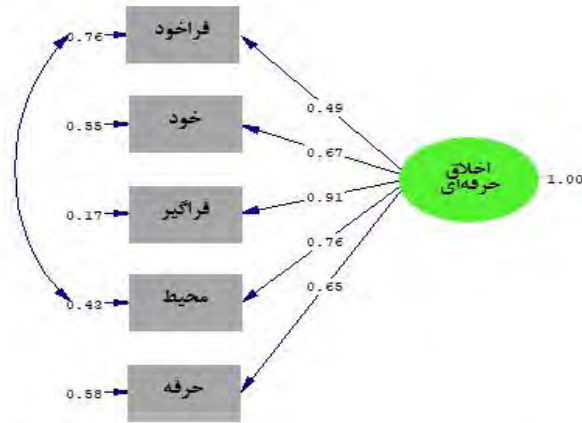 فراخود
0.76
0.49
خود
0.55
0.67
اخلاق
حرفه‌ای
1.00
فراگیر
0.17
0.91
محیط
0.43
0.76
حرفه
0.58
0.65